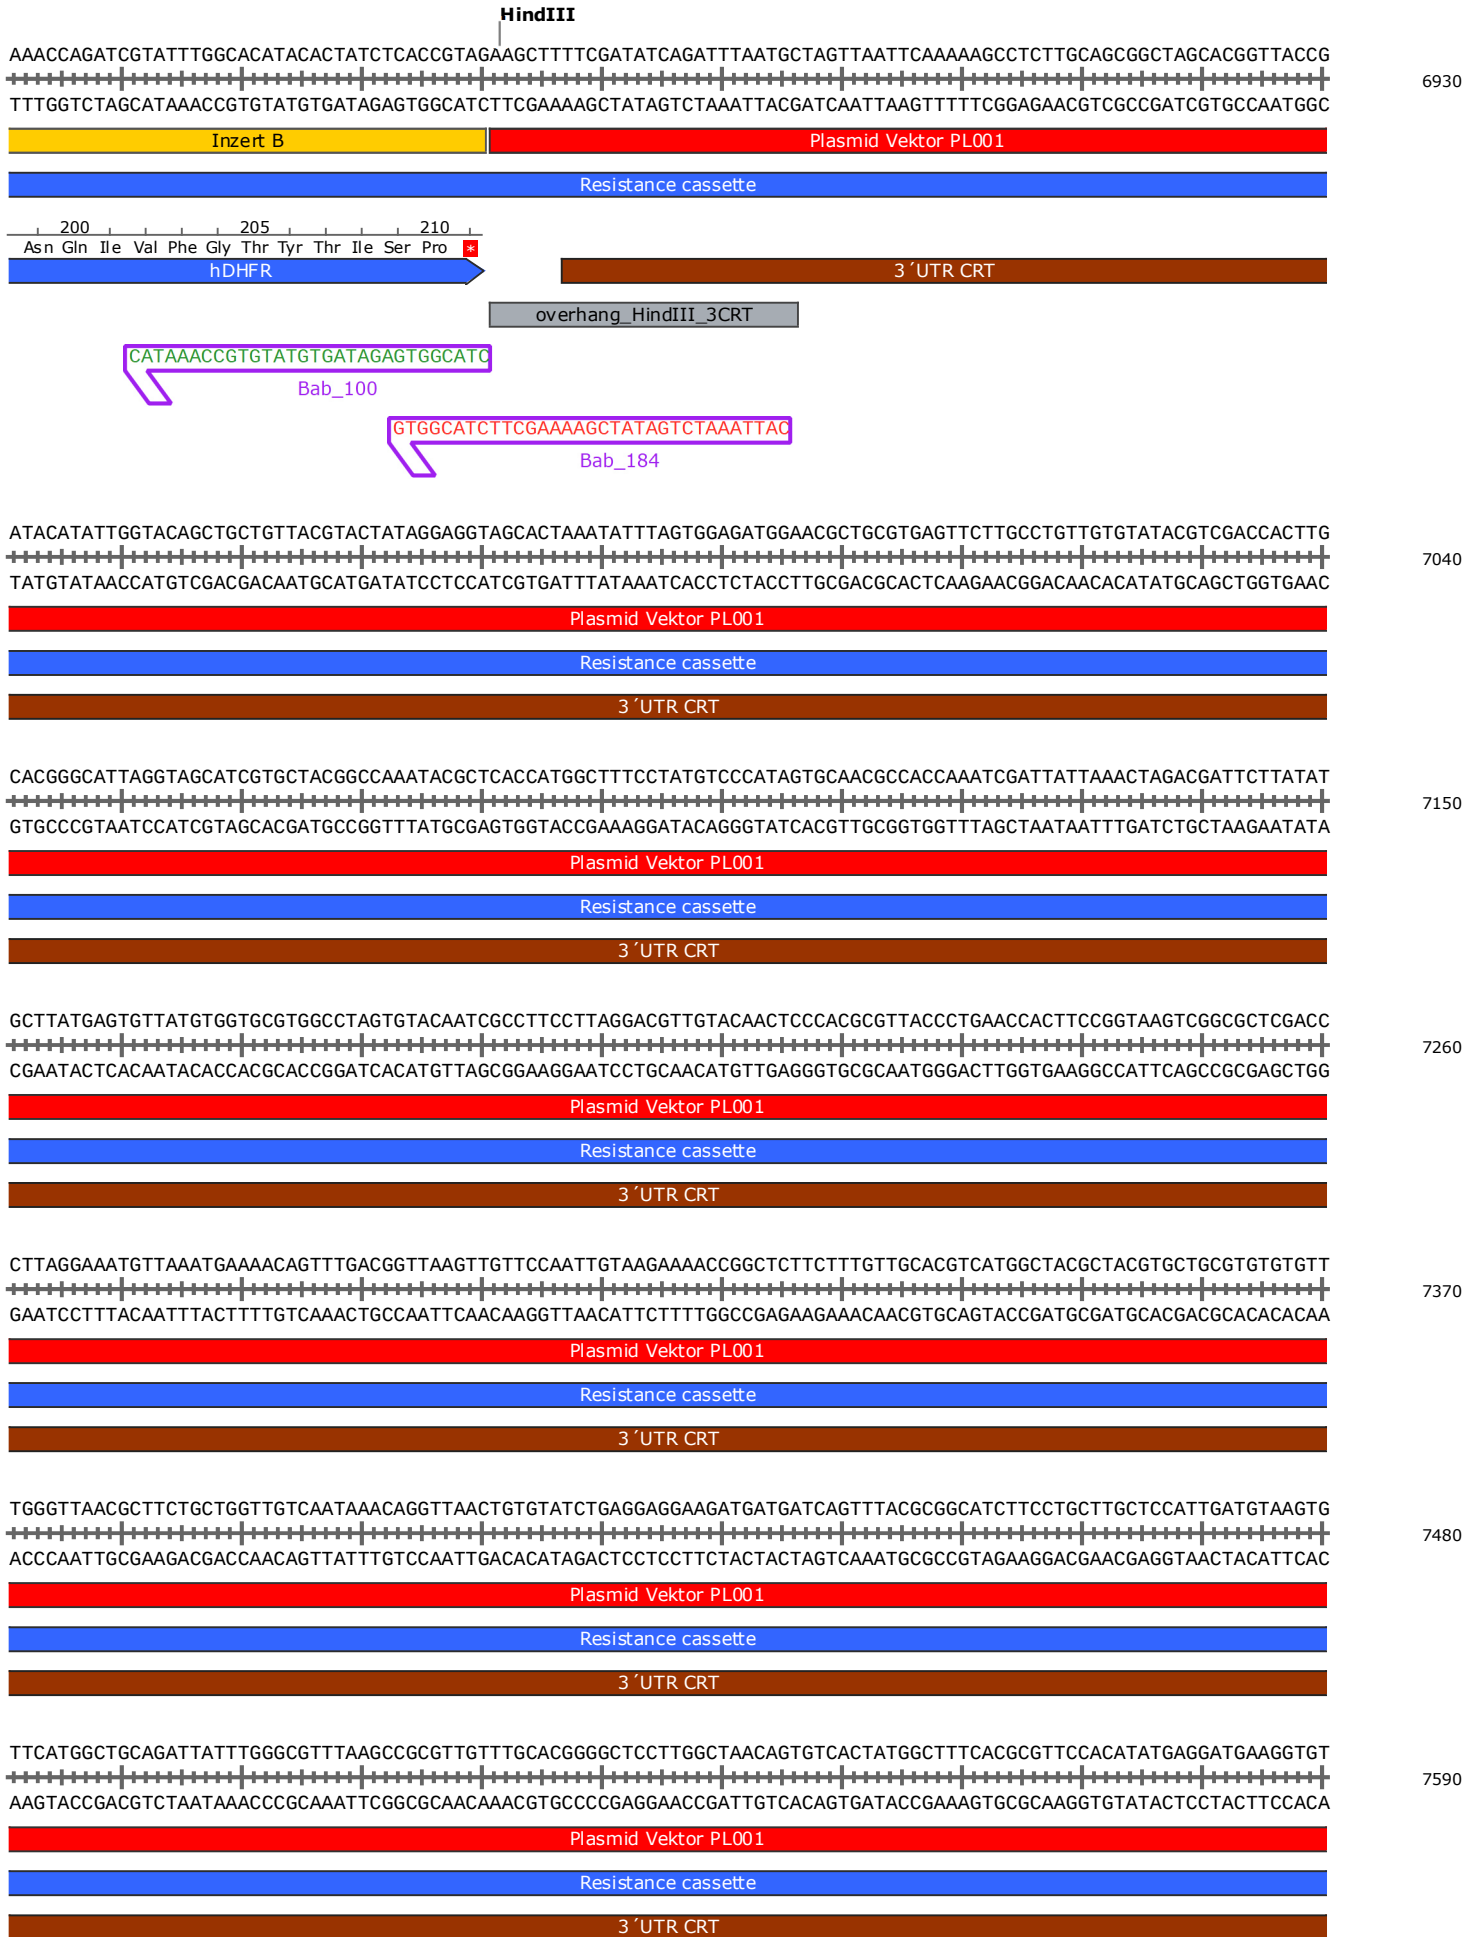 HindIII
AAACCAGATCGTATTTGGCACATACACTATCTCACCGTAGAAGCTTTTCGATATCAGATTTAATGCTAGTTAATTCAAAAAGCCTCTTGCAGCGGCTAGCACGGTTACCG
6930
TTTGGTCTAGCATAAACCGTGTATGTGATAGAGTGGCATCTTCGAAAAGCTATAGTCTAAATTACGATCAATTAAGTTTTTCGGAGAACGTCGCCGATCGTGCCAATGGC
Inzert B Plasmid Vektor PL001
Resistance cassette
200 205 210
Asn Gln Ile Val Phe Gly Thr Tyr Thr Ile Ser Pro *
hDHFR 3´UTR CRT
overhang_HindIII_3CRT
CATAAACCGTGTATGTGATAGAGTGGCATC
Bab_100
GTGGCATCTTCGAAAAGCTATAGTCTAAATTAC
Bab_184
ATACATATTGGTACAGCTGCTGTTACGTACTATAGGAGGTAGCACTAAATATTTAGTGGAGATGGAACGCTGCGTGAGTTCTTGCCTGTTGTGTATACGTCGACCACTTG
7040
TATGTATAACCATGTCGACGACAATGCATGATATCCTCCATCGTGATTTATAAATCACCTCTACCTTGCGACGCACTCAAGAACGGACAACACATATGCAGCTGGTGAAC
Plasmid Vektor PL001
Resistance cassette
3´UTR CRT
CACGGGCATTAGGTAGCATCGTGCTACGGCCAAATACGCTCACCATGGCTTTCCTATGTCCCATAGTGCAACGCCACCAAATCGATTATTAAACTAGACGATTCTTATAT
7150
GTGCCCGTAATCCATCGTAGCACGATGCCGGTTTATGCGAGTGGTACCGAAAGGATACAGGGTATCACGTTGCGGTGGTTTAGCTAATAATTTGATCTGCTAAGAATATA
Plasmid Vektor PL001
Resistance cassette
3´UTR CRT
GCTTATGAGTGTTATGTGGTGCGTGGCCTAGTGTACAATCGCCTTCCTTAGGACGTTGTACAACTCCCACGCGTTACCCTGAACCACTTCCGGTAAGTCGGCGCTCGACC
7260
CGAATACTCACAATACACCACGCACCGGATCACATGTTAGCGGAAGGAATCCTGCAACATGTTGAGGGTGCGCAATGGGACTTGGTGAAGGCCATTCAGCCGCGAGCTGG
Plasmid Vektor PL001
Resistance cassette
3´UTR CRT
CTTAGGAAATGTTAAATGAAAACAGTTTGACGGTTAAGTTGTTCCAATTGTAAGAAAACCGGCTCTTCTTTGTTGCACGTCATGGCTACGCTACGTGCTGCGTGTGTGTT
7370
GAATCCTTTACAATTTACTTTTGTCAAACTGCCAATTCAACAAGGTTAACATTCTTTTGGCCGAGAAGAAACAACGTGCAGTACCGATGCGATGCACGACGCACACACAA
Plasmid Vektor PL001
Resistance cassette
3´UTR CRT
TGGGTTAACGCTTCTGCTGGTTGTCAATAAACAGGTTAACTGTGTATCTGAGGAGGAAGATGATGATCAGTTTACGCGGCATCTTCCTGCTTGCTCCATTGATGTAAGTG
7480
ACCCAATTGCGAAGACGACCAACAGTTATTTGTCCAATTGACACATAGACTCCTCCTTCTACTACTAGTCAAATGCGCCGTAGAAGGACGAACGAGGTAACTACATTCAC
Plasmid Vektor PL001
Resistance cassette
3´UTR CRT
TTCATGGCTGCAGATTATTTGGGCGTTTAAGCCGCGTTGTTTGCACGGGGCTCCTTGGCTAACAGTGTCACTATGGCTTTCACGCGTTCCACATATGAGGATGAAGGTGT
7590
AAGTACCGACGTCTAATAAACCCGCAAATTCGGCGCAACAAACGTGCCCCGAGGAACCGATTGTCACAGTGATACCGAAAGTGCGCAAGGTGTATACTCCTACTTCCACA
Plasmid Vektor PL001
Resistance cassette
3´UTR CRT